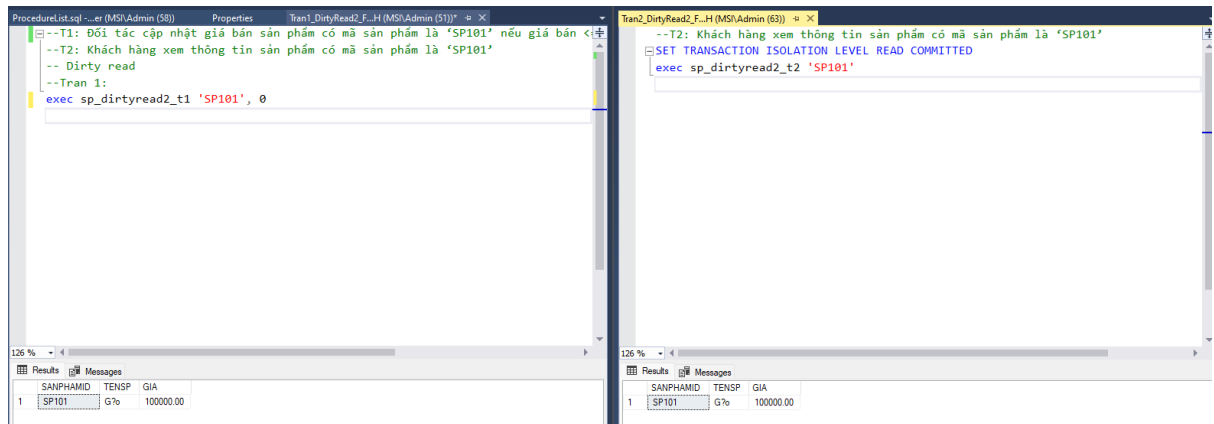 ProcedureList.sql -...er (MSI\Admin (58))
Properties
Tran1_DirtyRead2_F...H (MSI\Admin (51))*
--T1: Đối tác cập nhật giá bán sản phẩm có mã sản phẩm là ‘SP101’ nếu giá bán <
--T2: Khách hàng xem thông tin sản phẩm có mã sản phẩm là ‘SP101’
-- Dirty read
--Tran 1:
exec sp_dirtyread2_t1 'SP101', 0
126 %
Results Messages
SANPHAMID TENSP GIA
1 SP101 G?o 100000.00
Tran2_DirtyRead2_F...H (MSI\Admin (63))
--T2: Khách hàng xem thông tin sản phẩm có mã sản phẩm là ‘SP101’
SET TRANSACTION ISOLATION LEVEL READ COMMITTED
exec sp_dirtyread2_t2 'SP101'
126 %
Results Messages
SANPHAMID TENSP GIA
1 SP101 G?o 100000.00